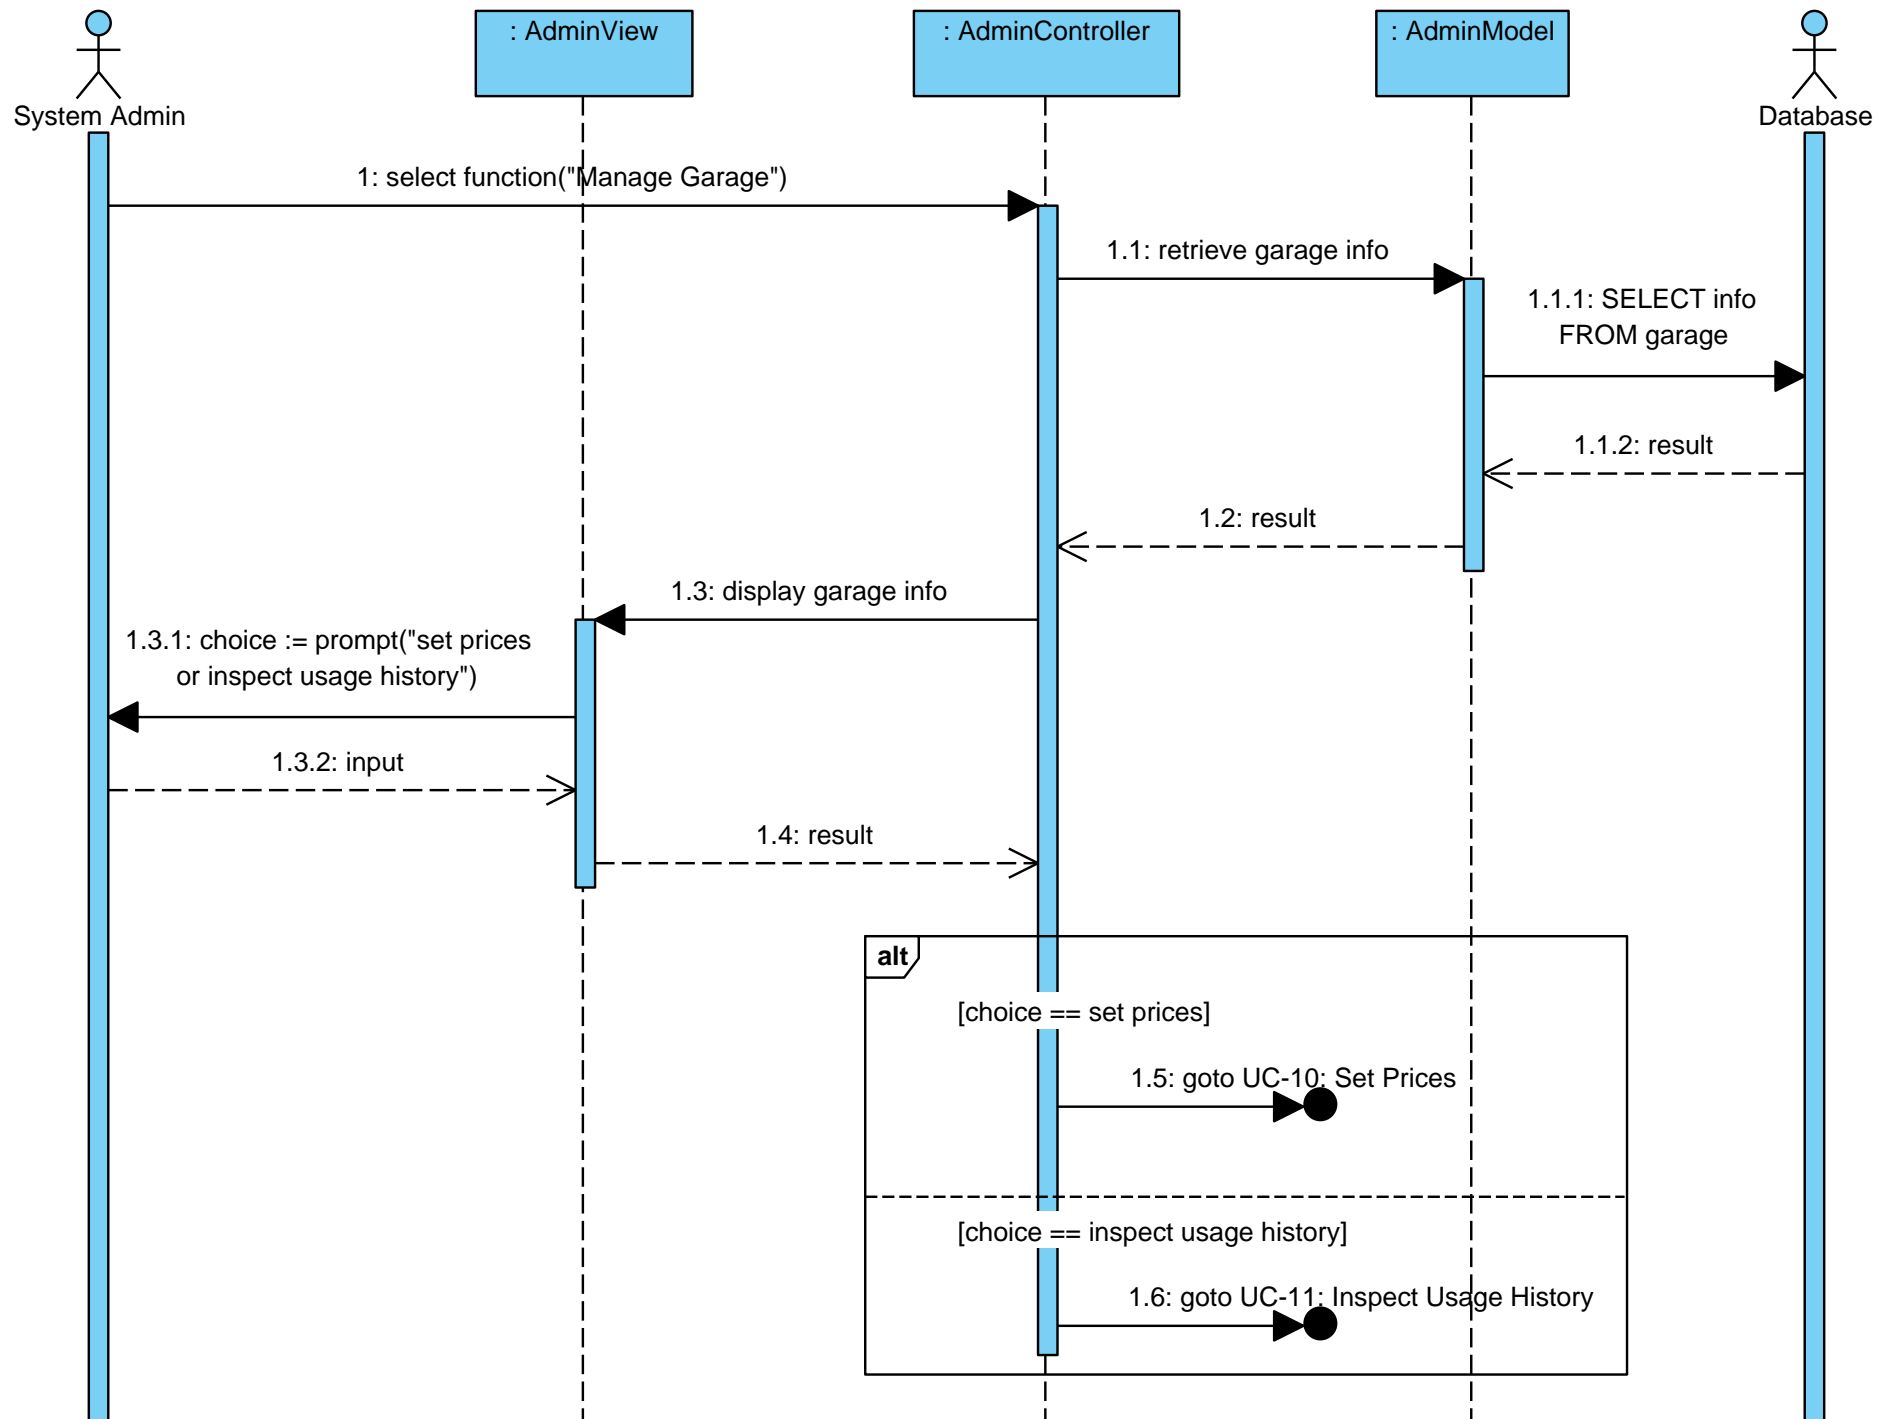 : AdminView
: AdminController
: AdminModel
System Admin
Database
1: select function("Manage Garage")
1.1: retrieve garage info
1.1.1: SELECT info
FROM garage
1.1.2: result
1.2: result
1.3: display garage info
1.3.1: choice := prompt("set prices
or inspect usage history")
1.3.2: input
1.4: result
alt
[choice == set prices]
1.5: goto UC-10: Set Prices
[choice == inspect usage history]
1.6: goto UC-11: Inspect Usage History